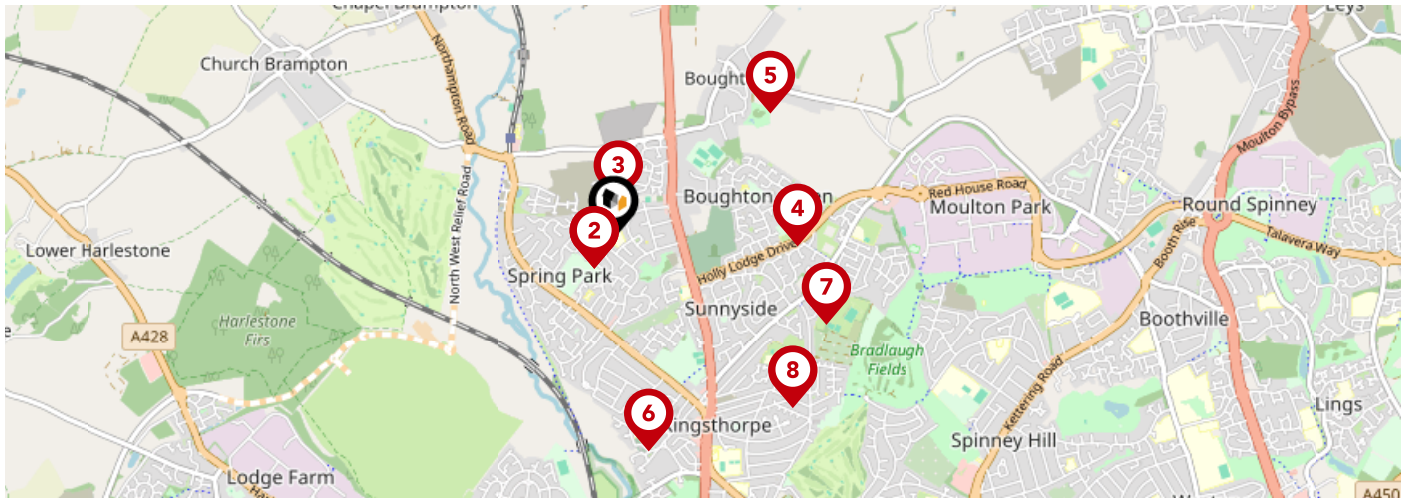 Chapel Brampton
Leys
Church Brampton
Northampton Road
Bought
5
Moulton Bypass
3
Boughton
en
4
Red House Road
Moulton Park
Round Spinney
2
Lower Harlestone
North West Relief Road
Spring Park
Holly Lodge Drive
Booth Rise
Talavera Way
7
Sunnyside
Harlestone
Firs
A428
Boothville
Bradlaugh
Fields
8
Kettering Road
6
ingsthorpe
Lings
Spinney Hill
Lodge Farm
A450